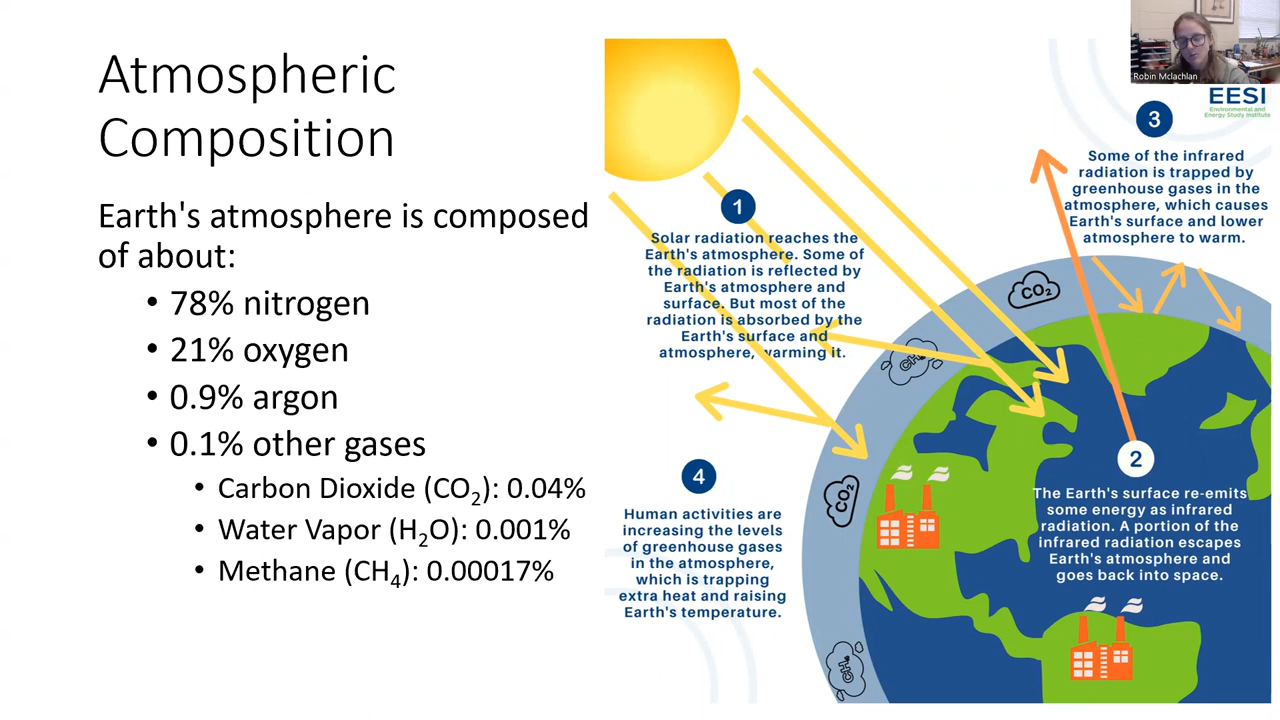 Atmospheric
Composition
Earth's atmosphere is composed
of about:
• 78% nitrogen
• 21% oxygen
• 0.9% argon
• 0.1% other gases
• Carbon Dioxide (CO₂): 0.04%
• Water Vapor (H₂O): 0.001%
• Methane (CH₄): 0.00017%
Robin Mclachlan
EESI
Environmental and
Energy Study Institute
1
Solar radiation reaches the
Earth's atmosphere. Some of
the radiation is reflected by
Earth's atmosphere and
surface. But most of the
radiation is absorbed by the
Earth's surface and
atmosphere, warming it.
2
The Earth's surface re-emits
some energy as infrared
radiation. A portion of the
infrared radiation escapes
Earth's atmosphere and
goes back into space.
3
Some of the infrared
radiation is trapped by
greenhouse gases in the
atmosphere, which causes
Earth's surface and lower
atmosphere to warm.
4
Human activities are
increasing the levels
of greenhouse gases
in the atmosphere,
which is trapping
extra heat and raising
Earth's temperature.
CO₂
CH₄
CO₂
CH₄